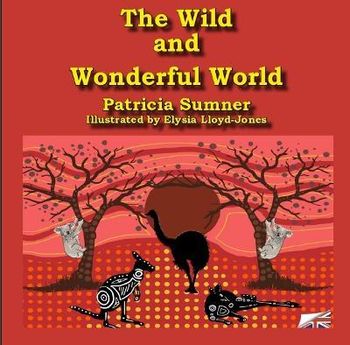 The Wild
and
Wonderful World
Patricia Sumner
Illustrated by Elysia Lloyd-Jones